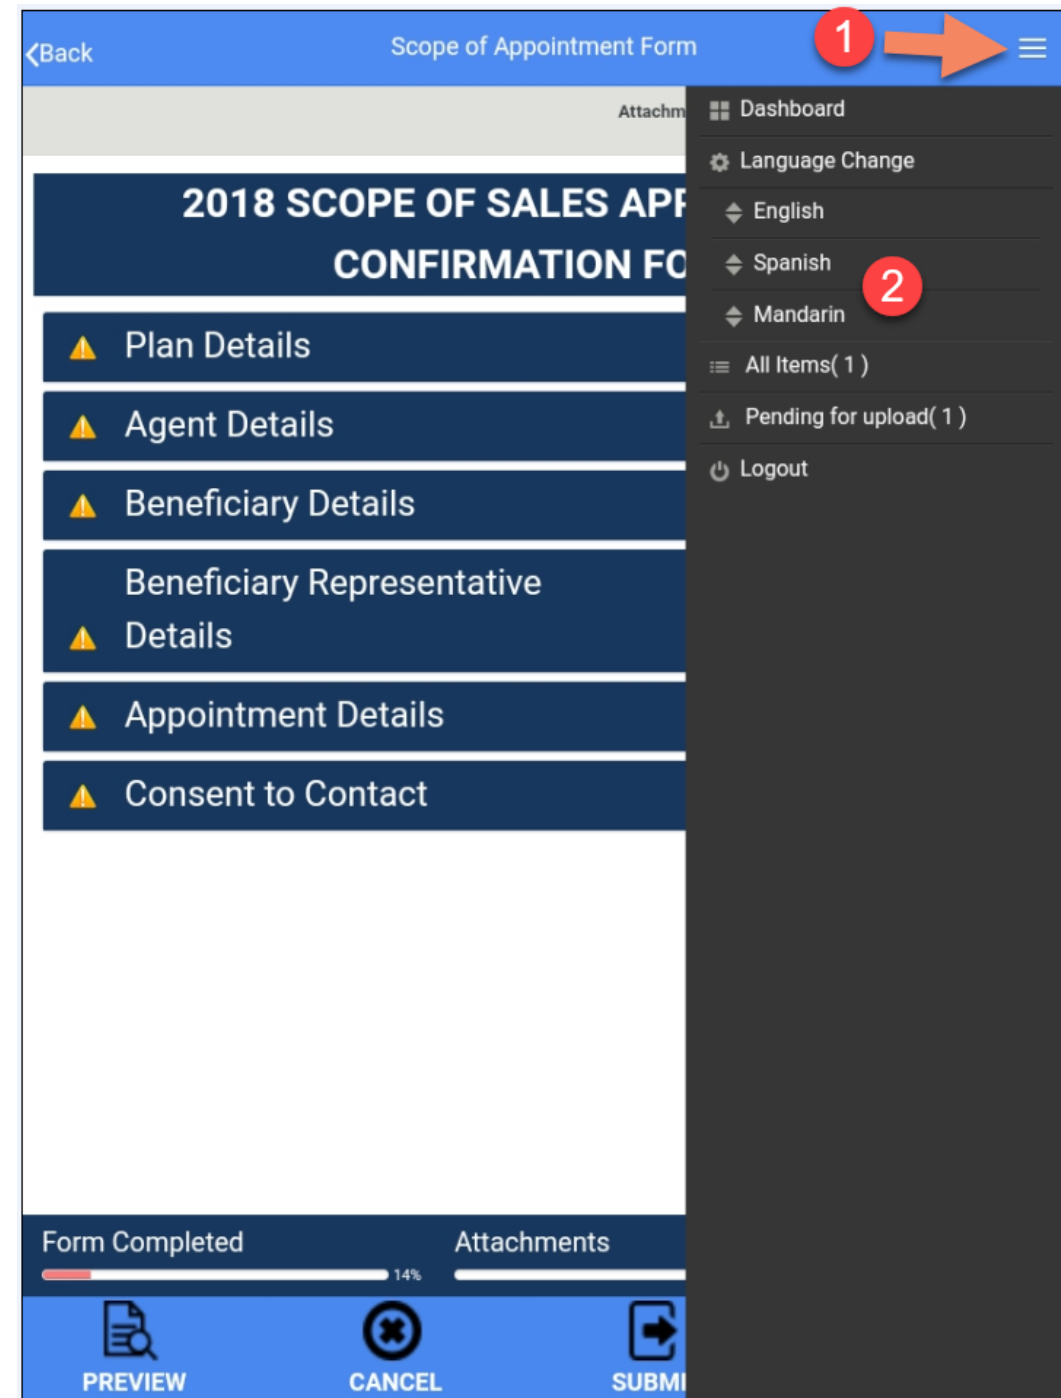 Back
Scope of Appointment Form
1
Attachm
Dashboard
Language Change
English
Spanish
Mandarin
2
All Items( 1 )
Pending for upload( 1 )
Logout
2018 SCOPE OF SALES APP
CONFIRMATION FO
Plan Details
Agent Details
Beneficiary Details
Beneficiary Representative
Details
Appointment Details
Consent to Contact
Form Completed
14%
Attachments
PREVIEW
CANCEL
SUBMI